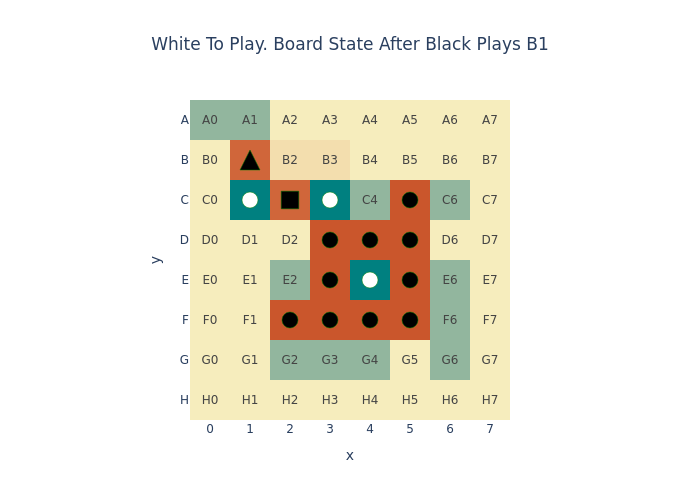 White To Play. Board State After Black Plays B1
A A0 A1 A2 A3 A4 A5 A6 A7
B B0 B2 B3 B4 B5 B6 B7
C C0 C4 C6 C7
D D0 D1 D2 D6 D7
E E0 E1 E2 E6 E7
F F0 F1 F6 F7
G G0 G1 G2 G3 G4 G5 G6 G7
H H0 H1 H2 H3 H4 H5 H6 H7
0 1 2 3 4 5 6 7
x
y